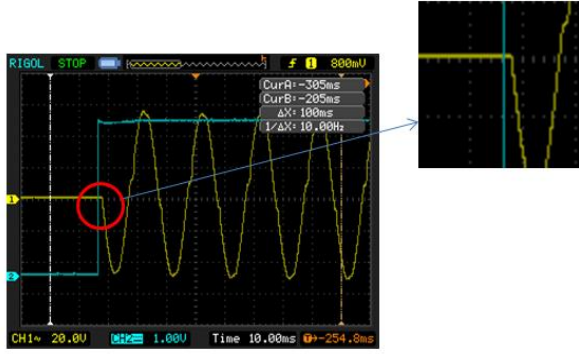 RIGOL STOP f 1 800mV
CurA:-305ms
CurB:-205ms
ΔX: 100ms
1/ΔX: 10.00Hz
1
2
CH1~ 20.0V CH2= 1.00V Time 10.00ms T→-254.8ms